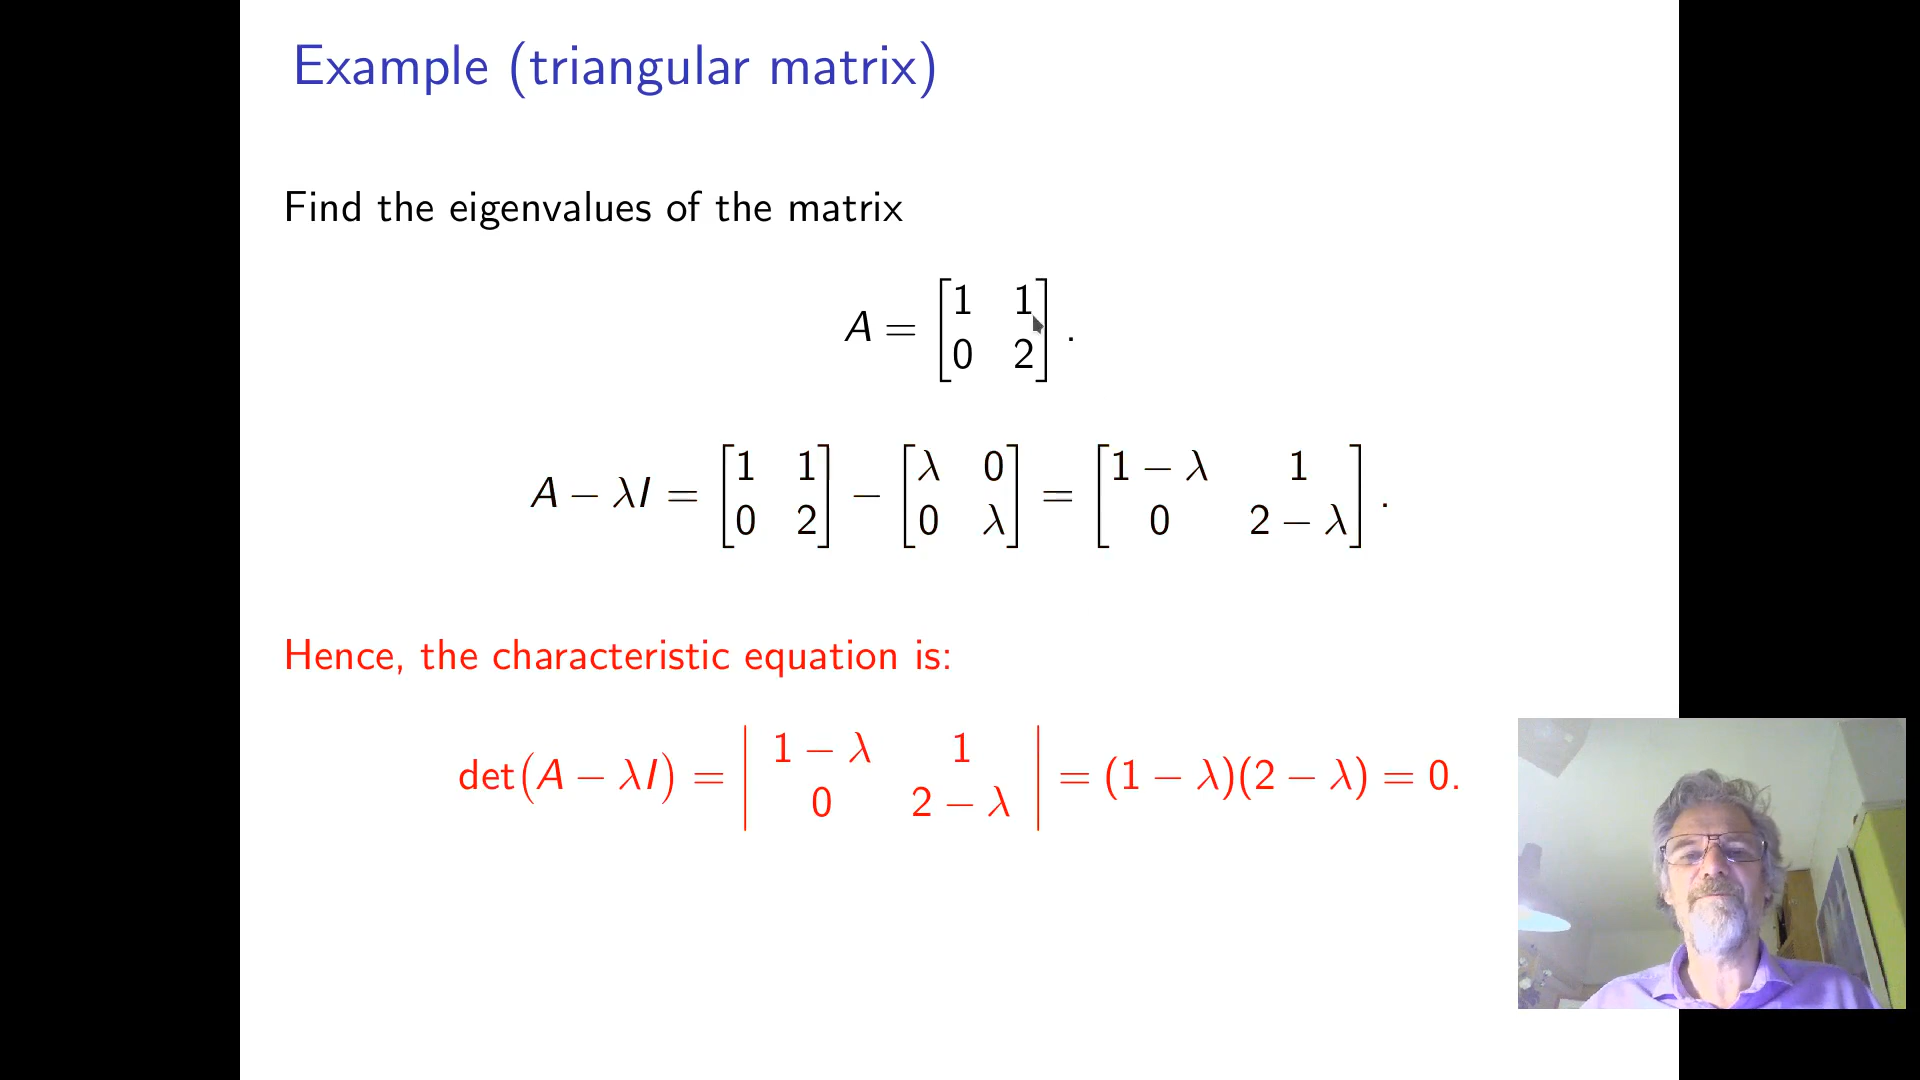 Example (triangular matrix)
Find the eigenvalues of the matrix
A = [1 1
0 2].
A − λI = [1 1
0 2] − [λ 0
0 λ] = [1 − λ 1
0 2 − λ].
Hence, the characteristic equation is:
det(A − λI) = | 1 − λ 1
0 2 − λ | = (1 − λ)(2 − λ) = 0.